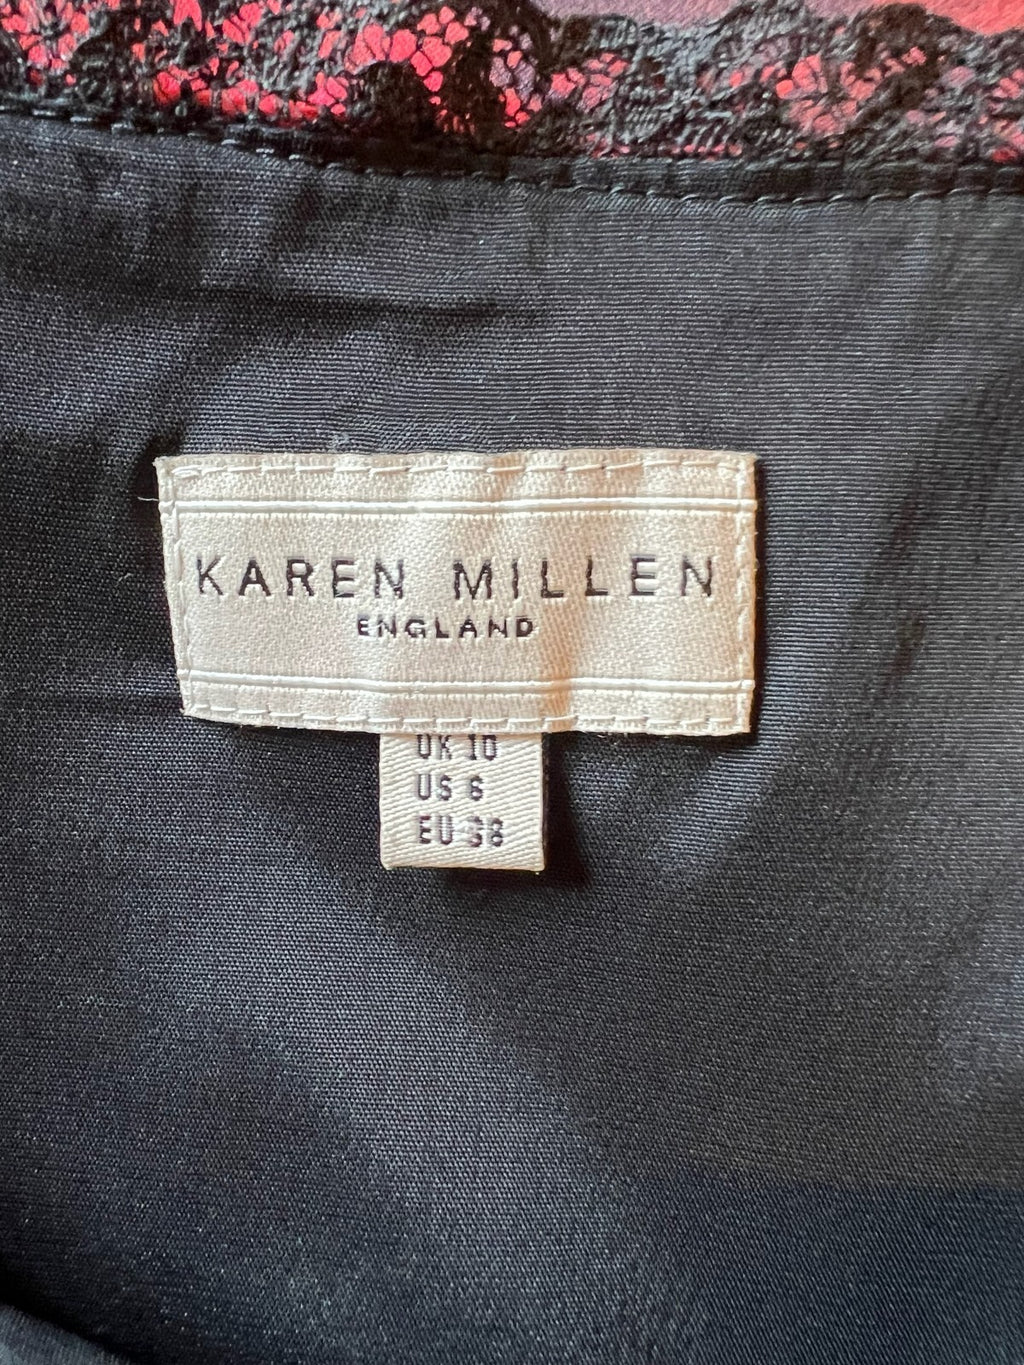 KAREN MILLEN
ENGLAND
UK 10
US 6
EU 38